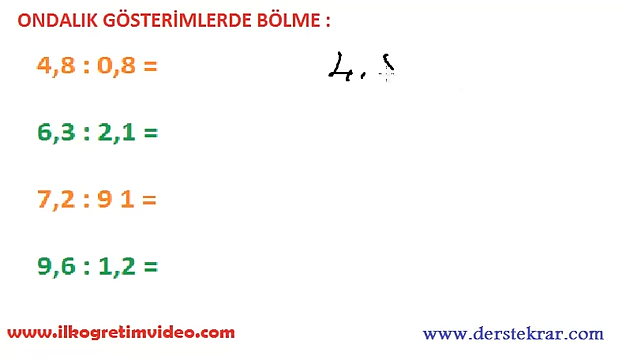 ONDALIK GÖSTERİMLERDE BÖLME :
4,8 : 0,8 =
4.
6,3 : 2,1 =
7,2 : 9 1 =
9,6 : 1,2 =
www.ilkogretimvideo.com
www.derstekrar.com